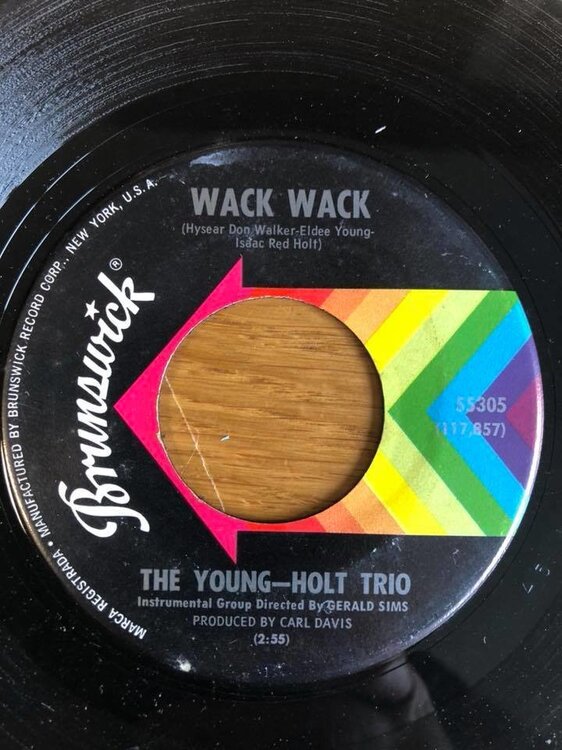 WACK WACK
(Hysear Don Walker-Eldee Young-
Isaac Red Holt)
Brunswick®
MARCA REGISTRADA • MANUFACTURED BY BRUNSWICK RECORD CORP., NEW YORK, U.S.A.
55305
(117,857)
THE YOUNG—HOLT TRIO
Instrumental Group Directed By GERALD SIMS
PRODUCED BY CARL DAVIS
(2:55)